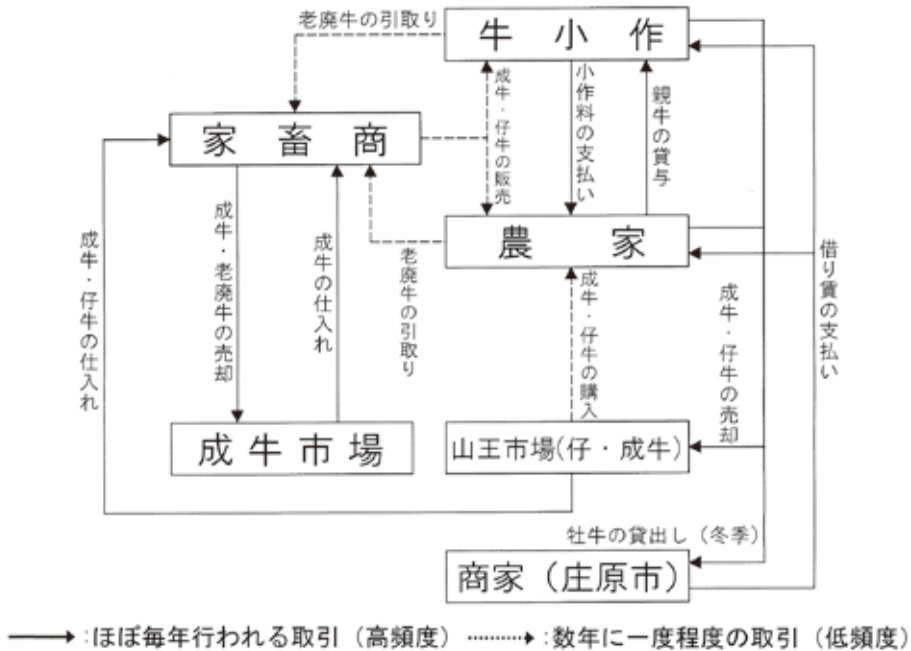 老廃牛の引取り
牛小作
家畜商
成牛・仔牛の販売
小作料の支払い
親牛の貸与
農家
成牛・仔牛の仕入れ
成牛・老廃牛の売却
成牛の仕入れ
老廃牛の引取り
成牛・仔牛の購入
成牛・仔牛の売却
借り賃の支払い
成牛市場
山王市場(仔・成牛)
牡牛の貸出し（冬季）
商家（庄原市）
:ほぼ毎年行われる取引（高頻度）
:数年に一度程度の取引（低頻度）